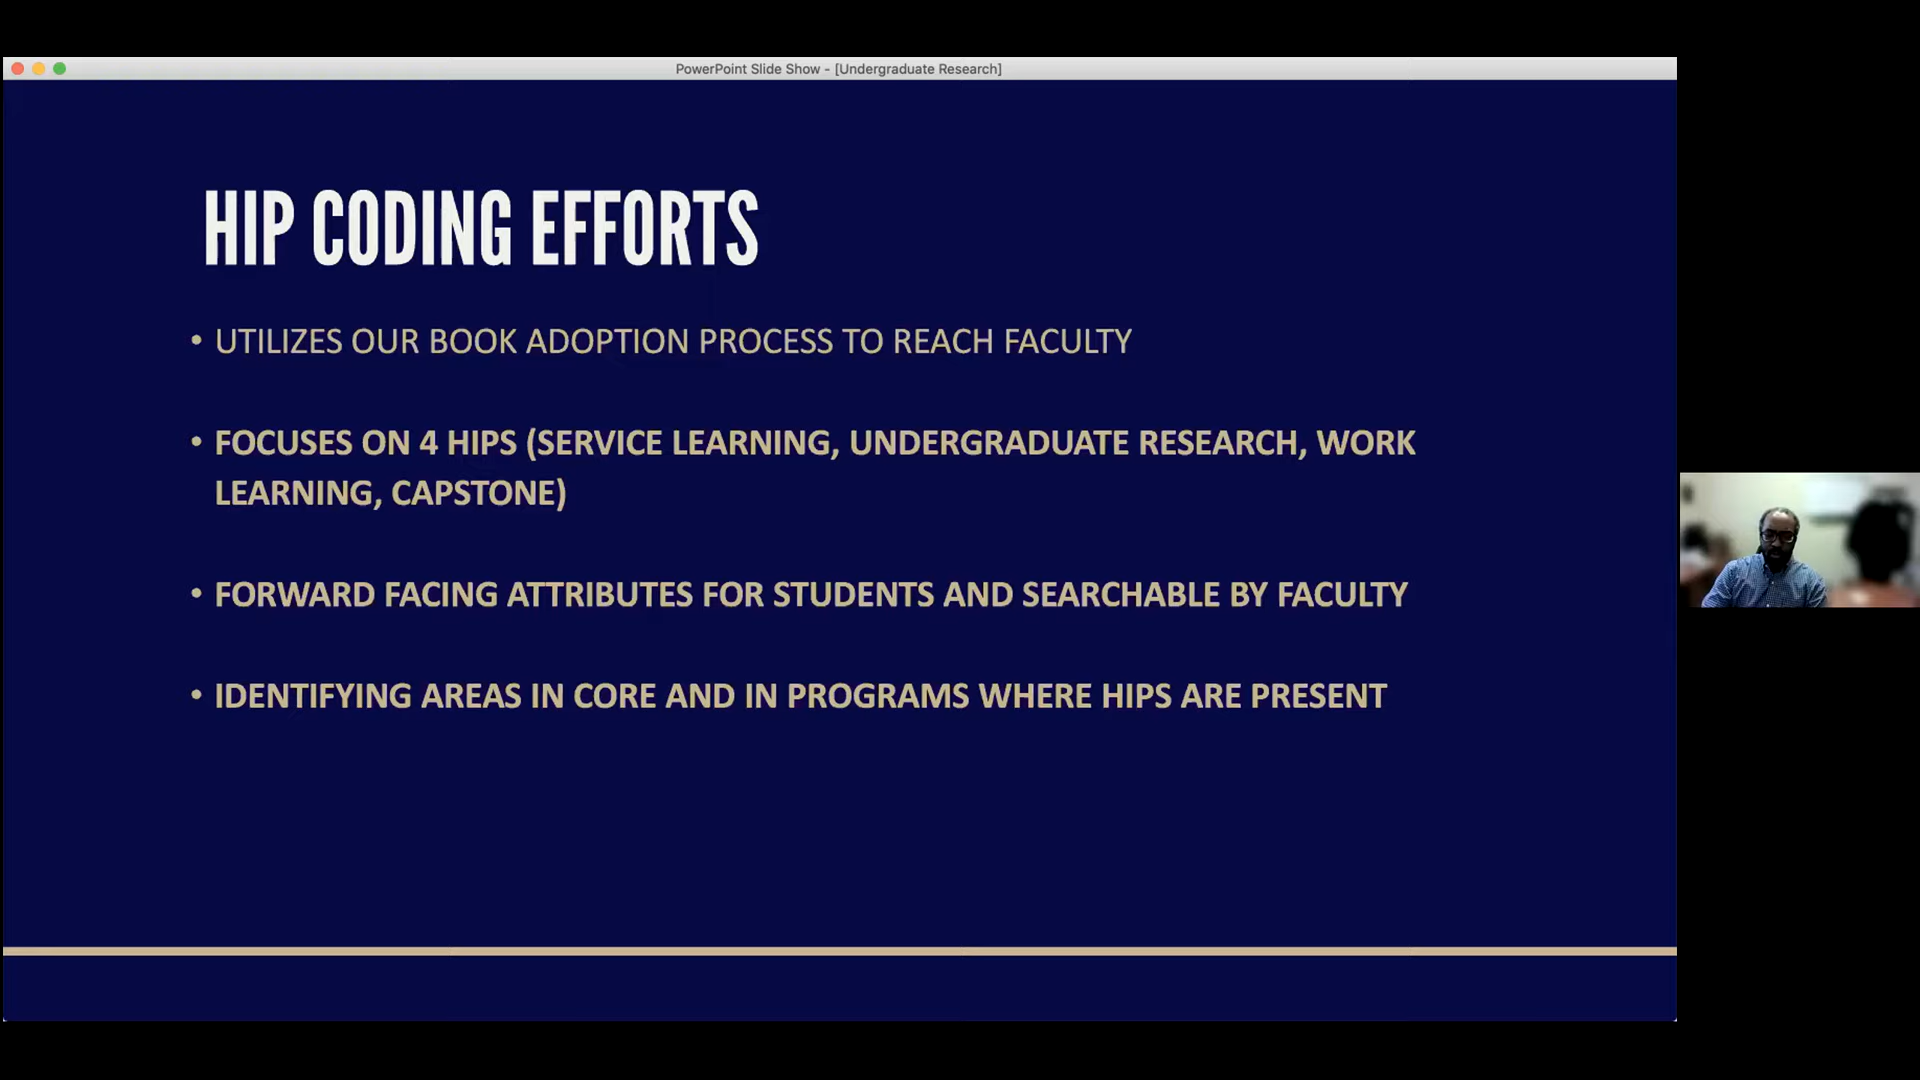 PowerPoint Slide Show - [Undergraduate Research]
HIP CODING EFFORTS
• UTILIZES OUR BOOK ADOPTION PROCESS TO REACH FACULTY
• FOCUSES ON 4 HIPS (SERVICE LEARNING, UNDERGRADUATE RESEARCH, WORK
LEARNING, CAPSTONE)
• FORWARD FACING ATTRIBUTES FOR STUDENTS AND SEARCHABLE BY FACULTY
• IDENTIFYING AREAS IN CORE AND IN PROGRAMS WHERE HIPS ARE PRESENT